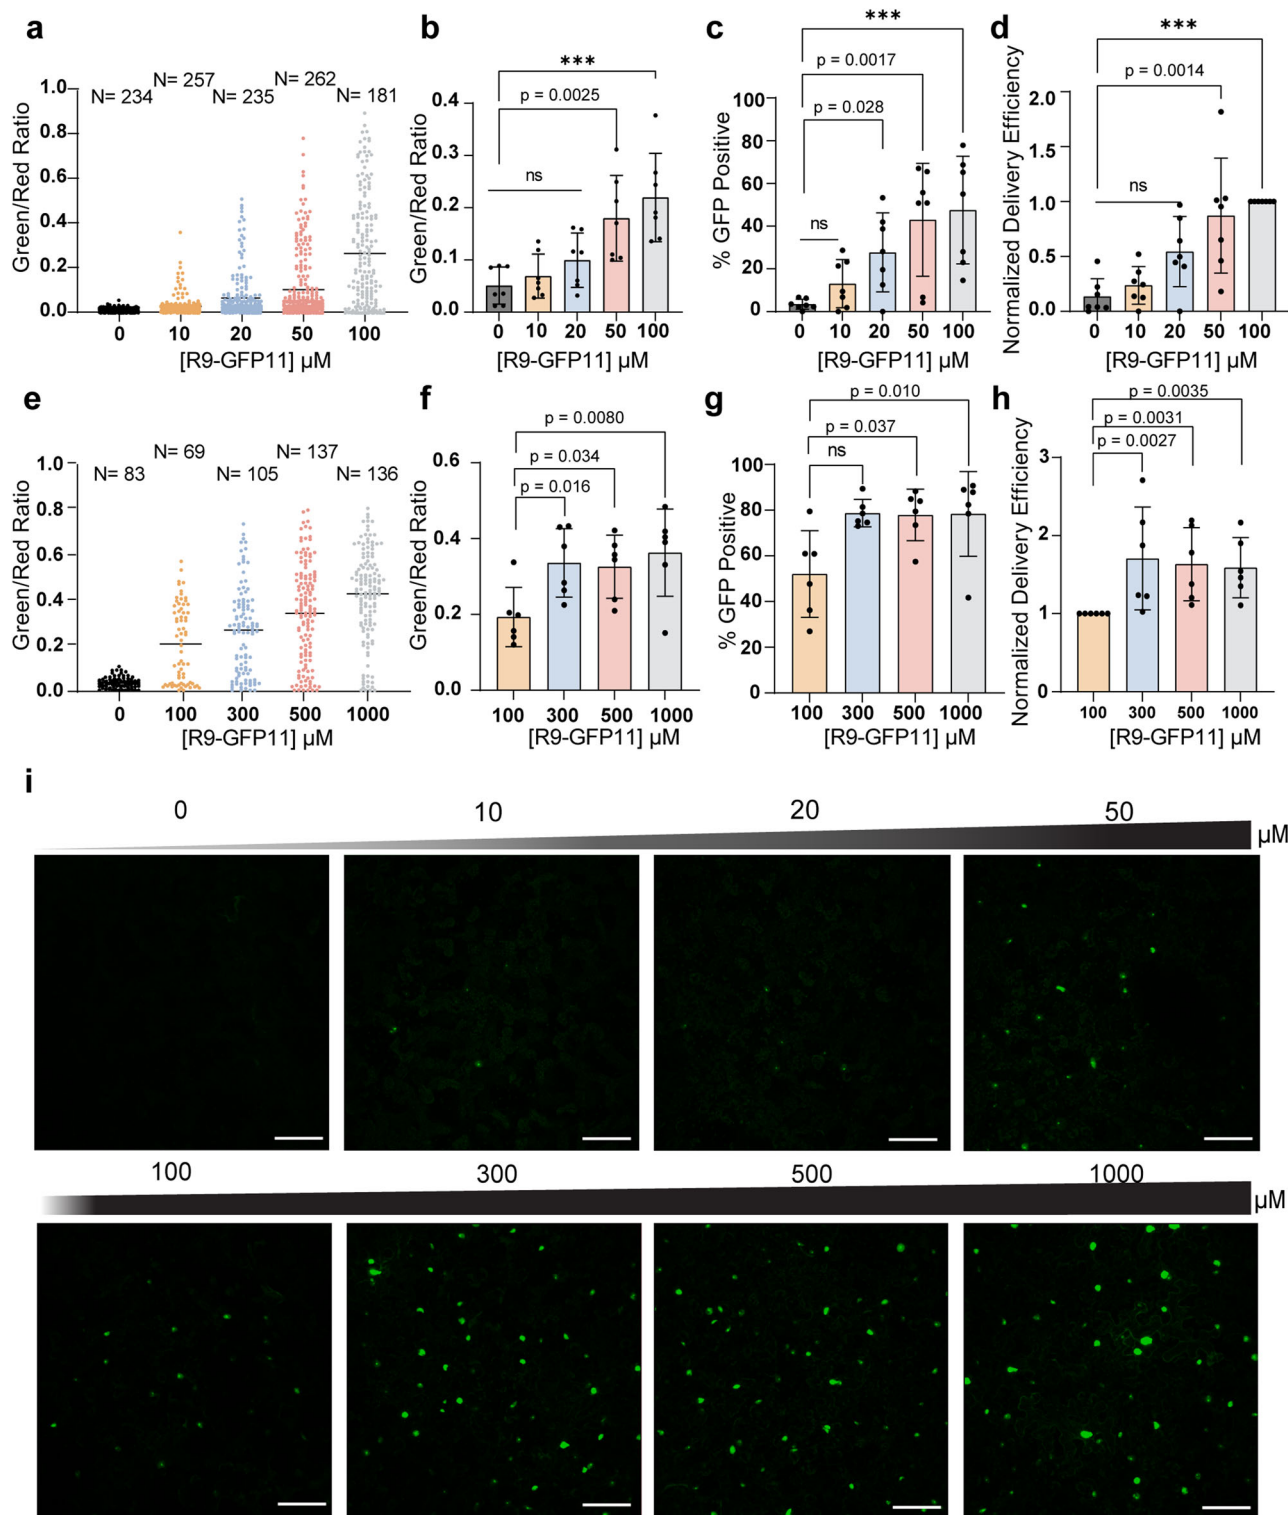 a
N= 234
N= 257
N= 235
N= 262
N= 181
Green/Red Ratio
1.0
0.8
0.6
0.4
0.2
0.0
0 10 20 50 100
[R9-GFP11] µM
b
***
p = 0.0025
ns
Green/Red Ratio
0.4
0.3
0.2
0.1
0.0
0 10 20 50 100
[R9-GFP11] µM
c
***
p = 0.0017
p = 0.028
ns
% GFP Positive
100
80
60
40
20
0
0 10 20 50 100
[R9-GFP11] µM
d
***
p = 0.0014
ns
Normalized Delivery Efficiency
2.0
1.5
1.0
0.5
0.0
0 10 20 50 100
[R9-GFP11] µM
e
N= 83
N= 69
N= 105
N= 137
N= 136
Green/Red Ratio
1.0
0.8
0.6
0.4
0.2
0.0
0 100 300 500 1000
[R9-GFP11] µM
f
p = 0.0080
p = 0.034
p = 0.016
Green/Red Ratio
0.6
0.4
0.2
0.0
100 300 500 1000
[R9-GFP11] µM
g
p = 0.010
p = 0.037
ns
% GFP Positive
100
80
60
40
20
0
100 300 500 1000
[R9-GFP11] µM
h
p = 0.0035
p = 0.0031
p = 0.0027
Normalized Delivery Efficiency
3
2
1
0
100 300 500 1000
[R9-GFP11] µM
i
0 10 20 50
µM
100 300 500 1000
µM